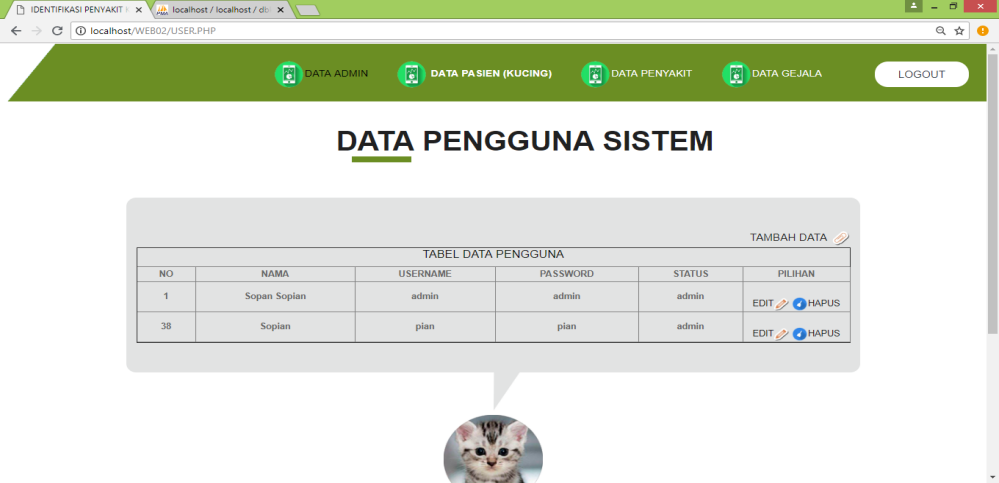 IDENTIFIKASI PENYAKIT K
localhost / localhost / db
localhost/WEB02/USER.PHP
DATA ADMIN DATA PASIEN (KUCING) DATA PENYAKIT DATA GEJALA LOGOUT
DATA PENGGUNA SISTEM
TAMBAH DATA
TABEL DATA PENGGUNA
NO NAMA USERNAME PASSWORD STATUS PILIHAN
1 Sopan Sopian admin admin admin EDIT HAPUS
38 Sopian pian pian admin EDIT HAPUS